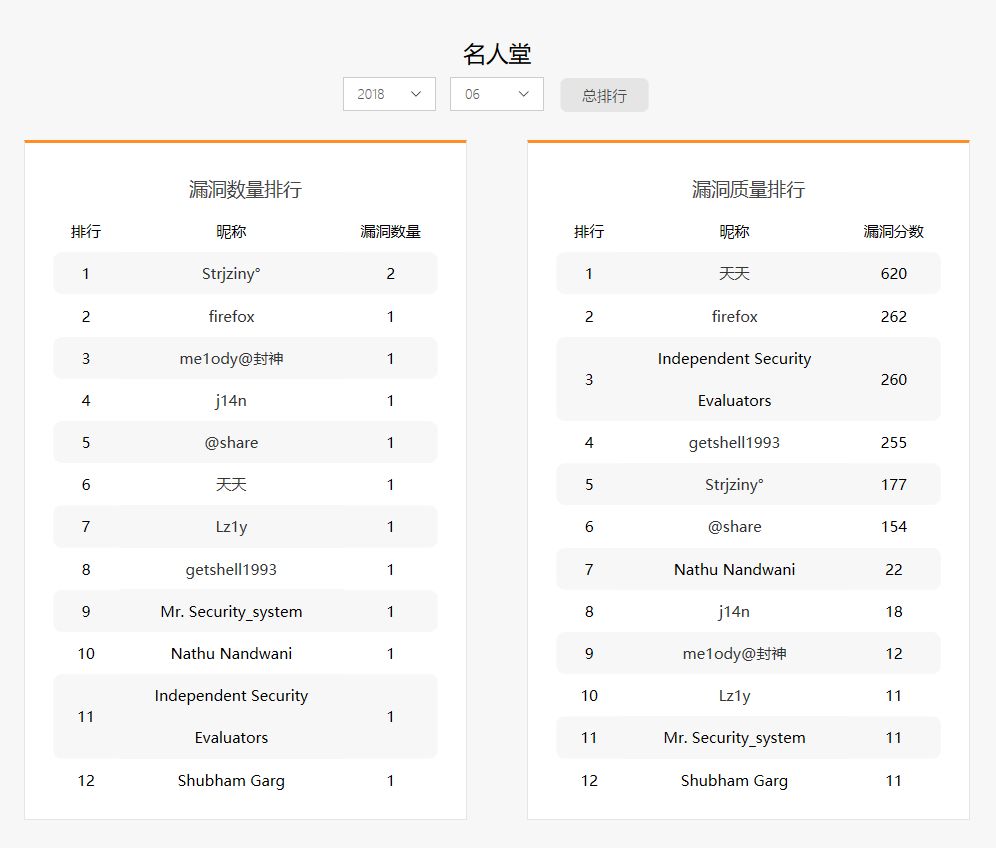 名人堂
2018 06 总排行
漏洞数量排行
排行 昵称 漏洞数量
1 Strjziny° 2
2 firefox 1
3 me1ody@封神 1
4 j14n 1
5 @share 1
6 天天 1
7 Lz1y 1
8 getshell1993 1
9 Mr. Security_system 1
10 Nathu Nandwani 1
11 Independent Security 1
Evaluators
12 Shubham Garg 1
漏洞质量排行
排行 昵称 漏洞分数
1 天天 620
2 firefox 262
3 Independent Security 260
Evaluators
4 getshell1993 255
5 Strjziny° 177
6 @share 154
7 Nathu Nandwani 22
8 j14n 18
9 me1ody@封神 12
10 Lz1y 11
11 Mr. Security_system 11
12 Shubham Garg 11